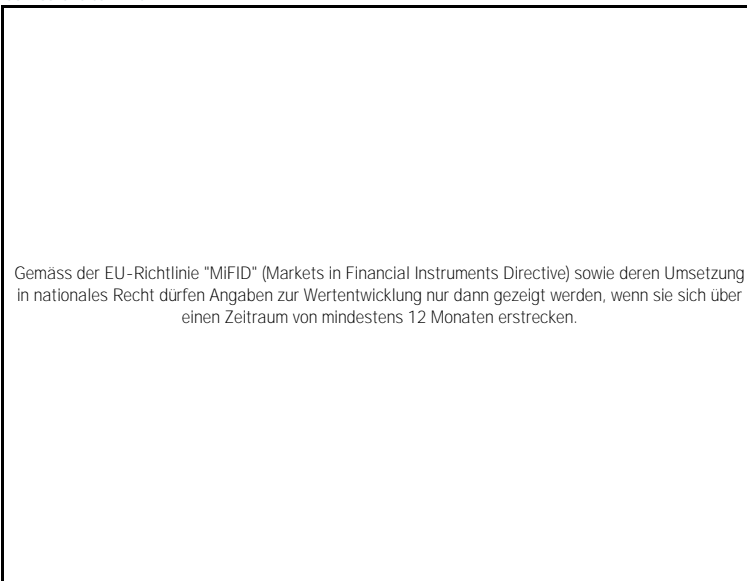 Gemäss der EU-Richtlinie "MiFID" (Markets in Financial Instruments Directive) sowie deren Umsetzung
in nationales Recht dürfen Angaben zur Wertentwicklung nur dann gezeigt werden, wenn sie sich über
einen Zeitraum von mindestens 12 Monaten erstrecken.